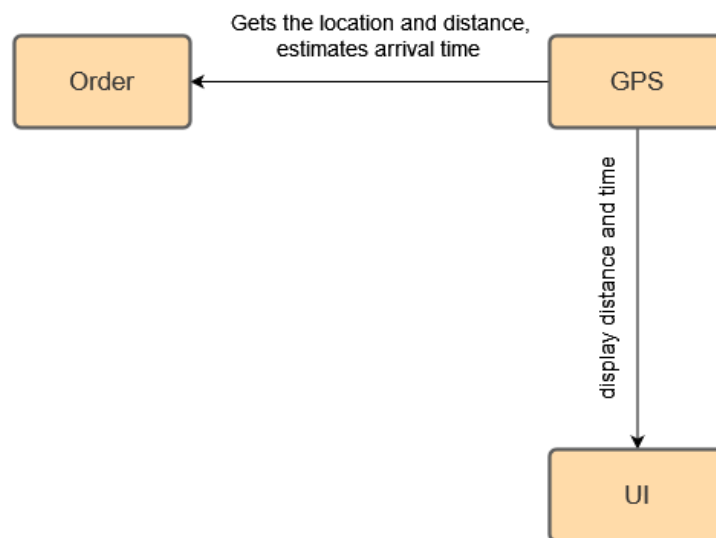 Gets the location and distance,
estimates arrival time
Order
GPS
display distance and time
UI